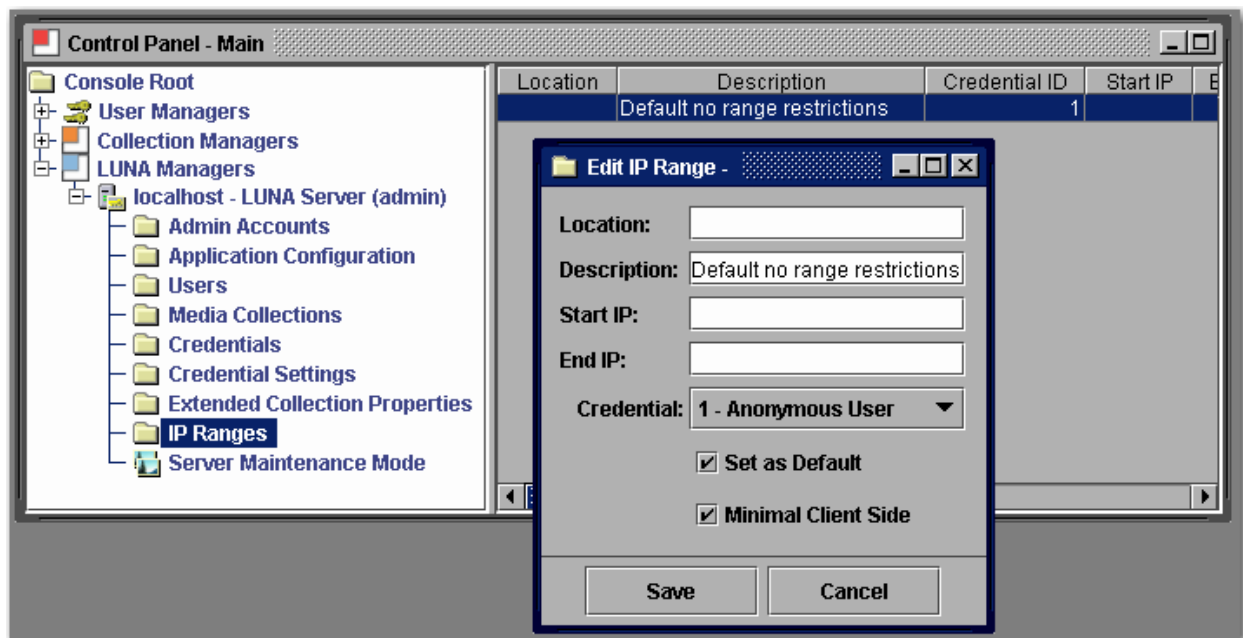 Control Panel - Main
Console Root
User Managers
Collection Managers
LUNA Managers
localhost - LUNA Server (admin)
Admin Accounts
Application Configuration
Users
Media Collections
Credentials
Credential Settings
Extended Collection Properties
IP Ranges
Server Maintenance Mode
Location Description Credential ID Start IP
Default no range restrictions 1
Edit IP Range -
Location:
Description: Default no range restrictions
Start IP:
End IP:
Credential: 1 - Anonymous User
Set as Default
Minimal Client Side
Save Cancel